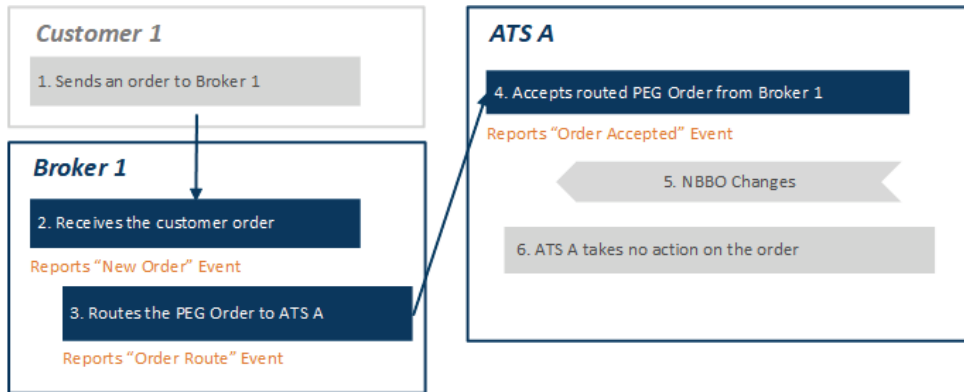 Customer 1
1. Sends an order to Broker 1
Broker 1
2. Receives the customer order
Reports “New Order” Event
3. Routes the PEG Order to ATS A
Reports “Order Route” Event
ATS A
4. Accepts routed PEG Order from Broker 1
Reports “Order Accepted” Event
5. NBBO Changes
6. ATS A takes no action on the order